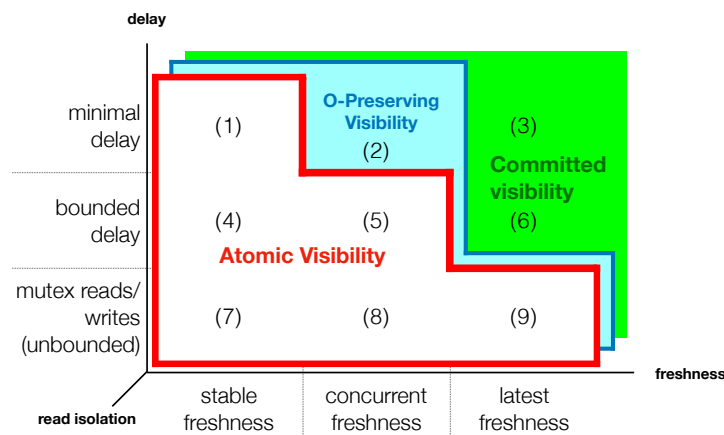 delay
minimal
delay
(1)
O-Preserving
Visibility
(2)
(3)
Committed
visibility
bounded
delay
(4)
(5)
(6)
Atomic Visibility
mutex reads/
writes
(unbounded)
(7)
(8)
(9)
freshness
read isolation
stable
freshness
concurrent
freshness
latest
freshness